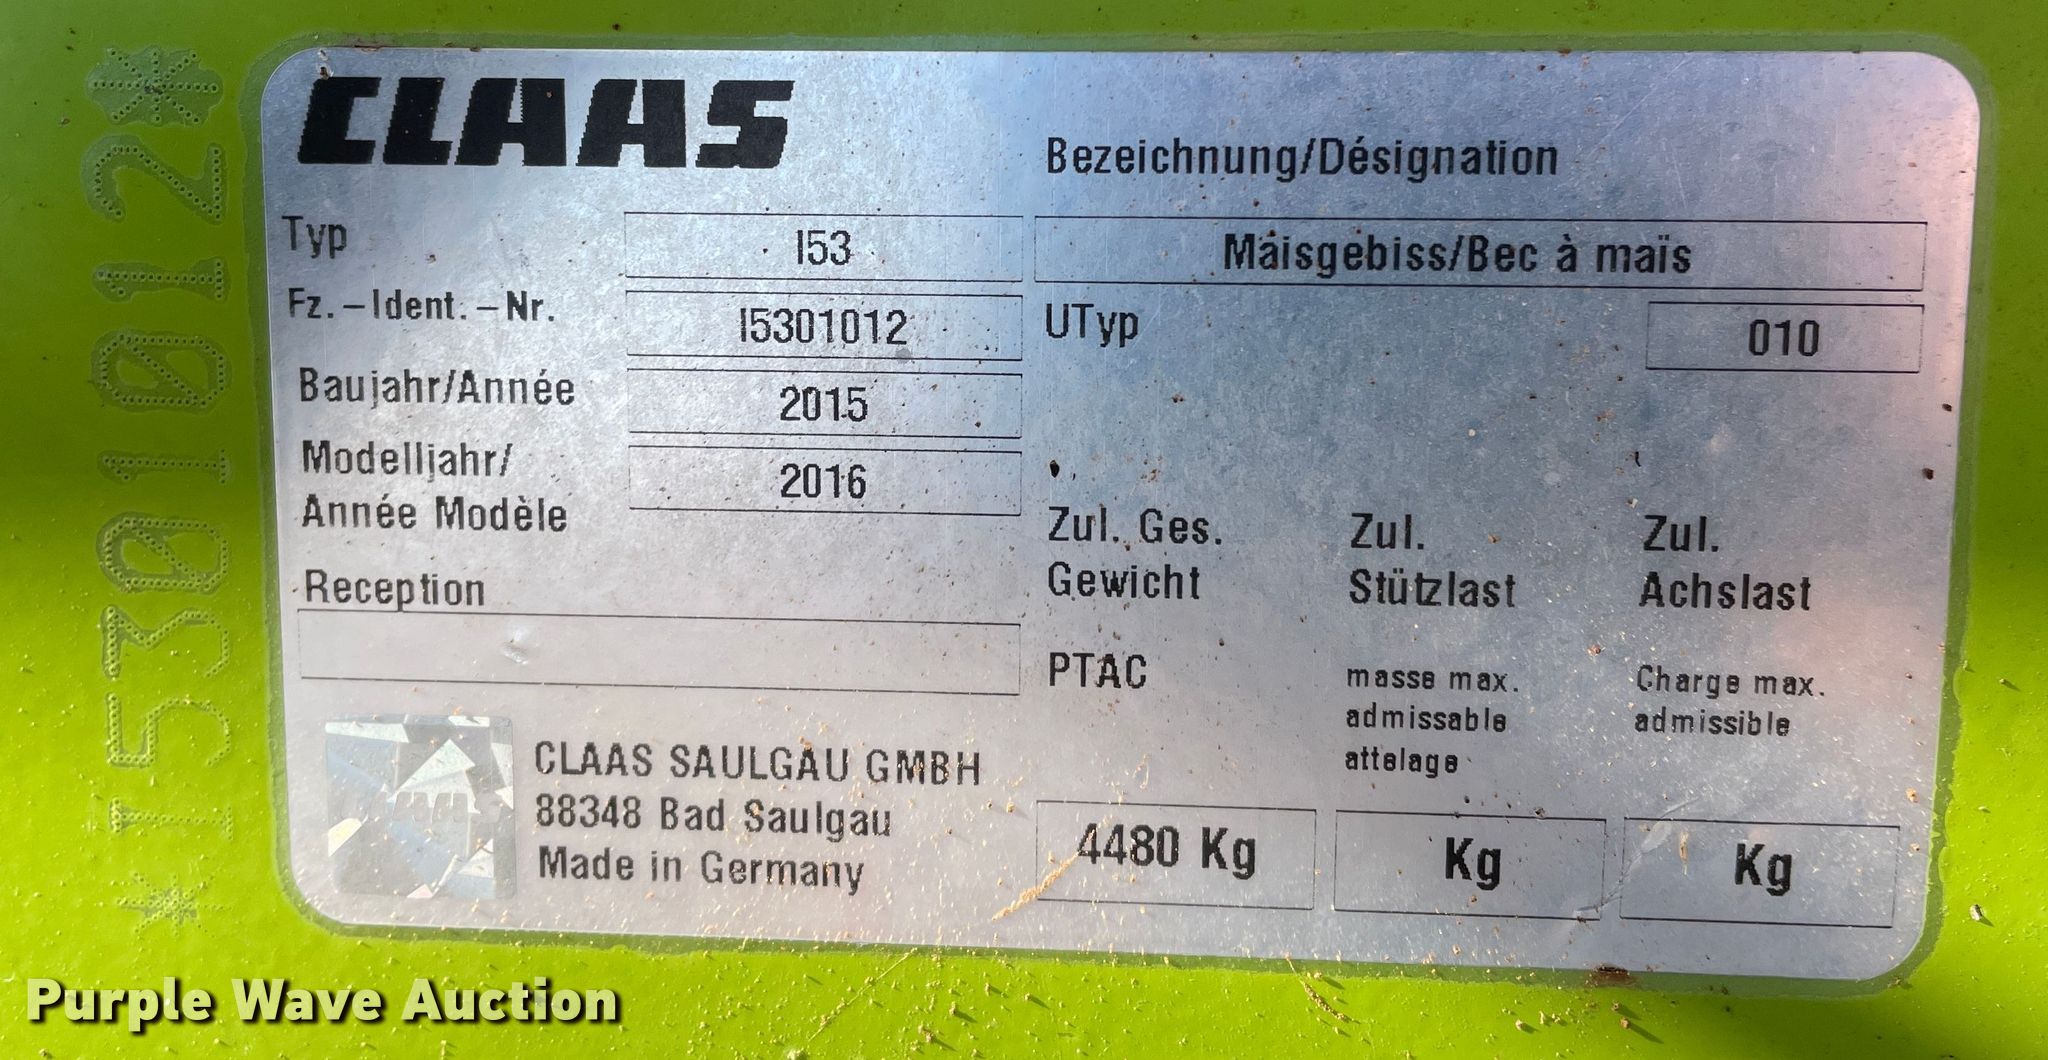 *I5301012*
CLAAS
Bezeichnung/Désignation
Typ I53 Maisgebiss/Bec à maïs
Fz.-Ident.-Nr. I5301012 UTyp 010
Baujahr/Année 2015
Modelljahr/ 2016
Année Modèle
Reception
Zul. Ges. Zul. Zul.
Gewicht Stützlast Achslast
PTAC masse max. Charge max.
admissable admissible
attelage
4480 Kg Kg Kg
CLAAS SAULGAU GMBH
88348 Bad Saulgau
Made in Germany
Purple Wave Auction